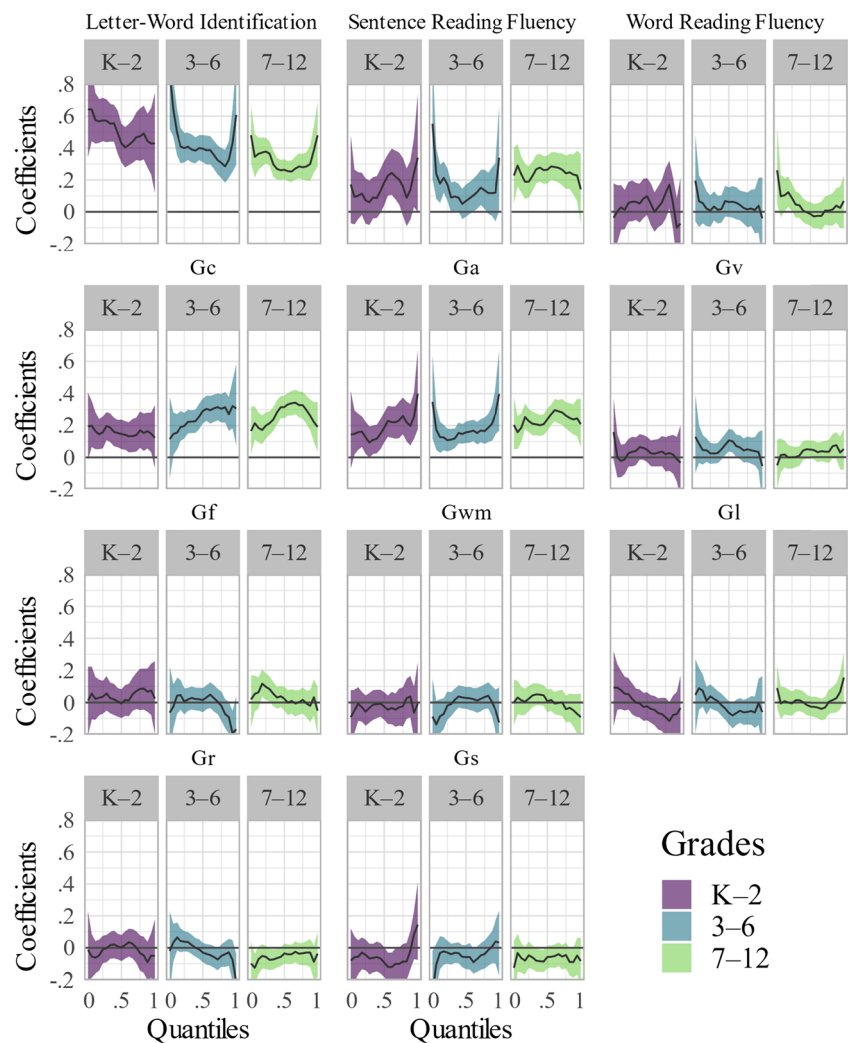 Letter–Word Identification Sentence Reading Fluency Word Reading Fluency
K–2 3–6 7–12 K–2 3–6 7–12 K–2 3–6 7–12
.8
.6
.4
.2
0
-.2
Coefficients
Gc Ga Gv
K–2 3–6 7–12 K–2 3–6 7–12 K–2 3–6 7–12
.8
.6
.4
.2
0
-.2
Coefficients
Gf Gwm Gl
K–2 3–6 7–12 K–2 3–6 7–12 K–2 3–6 7–12
.8
.6
.4
.2
0
-.2
Coefficients
Gr Gs
K–2 3–6 7–12 K–2 3–6 7–12
.8
.6
.4
.2
0
-.2
Coefficients
0 .5 1 0 .5 1 0 .5 1 0 .5 1 0 .5 1 0 .5 1
Quantiles Quantiles
Grades
K–2
3–6
7–12